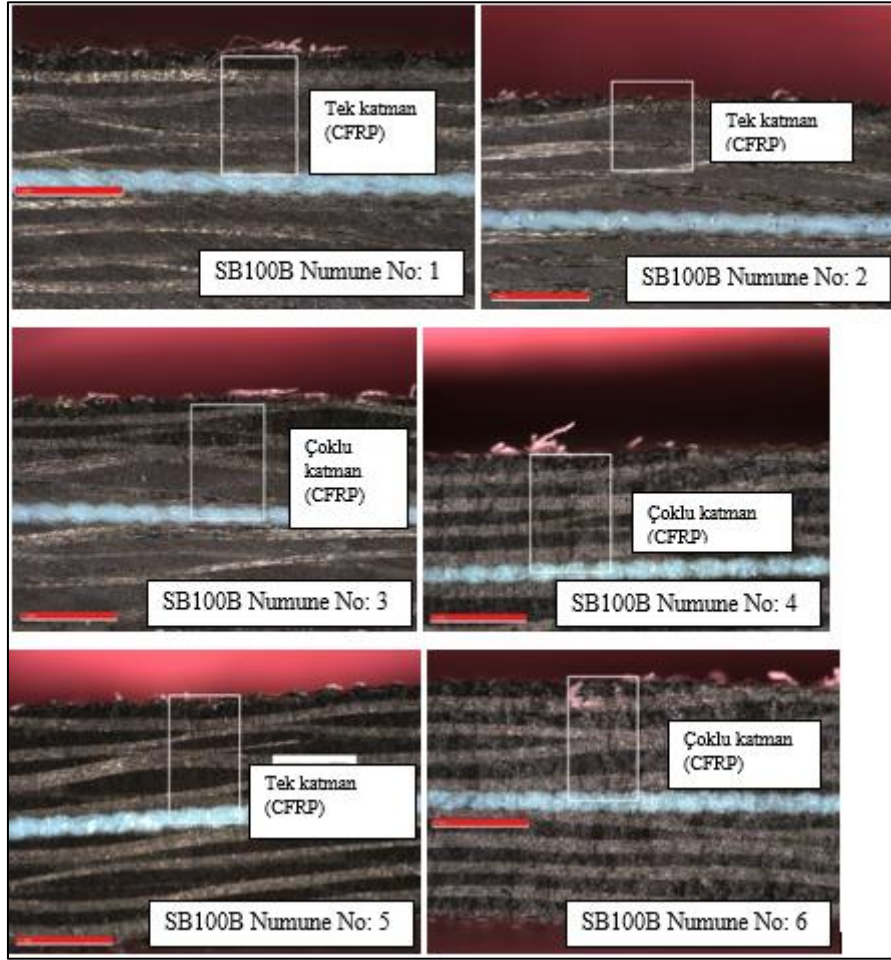 Tek katman
(CFRP)
SB100B Numune No: 1
Tek katman
(CFRP)
SB100B Numune No: 2
Çoklu
katman
(CFRP)
SB100B Numune No: 3
Çoklu katman
(CFRP)
SB100B Numune No: 4
Tek katman
(CFRP)
SB100B Numune No: 5
Çoklu katman
(CFRP)
SB100B Numune No: 6